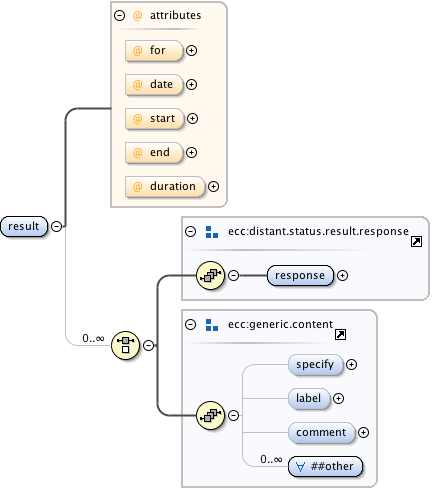 @ attributes
@ for
@ date
@ start
@ end
@ duration
result
ecc:distant.status.result.response
response
0..∞
ecc:generic.content
specify
label
comment
0..∞
∀ ##other